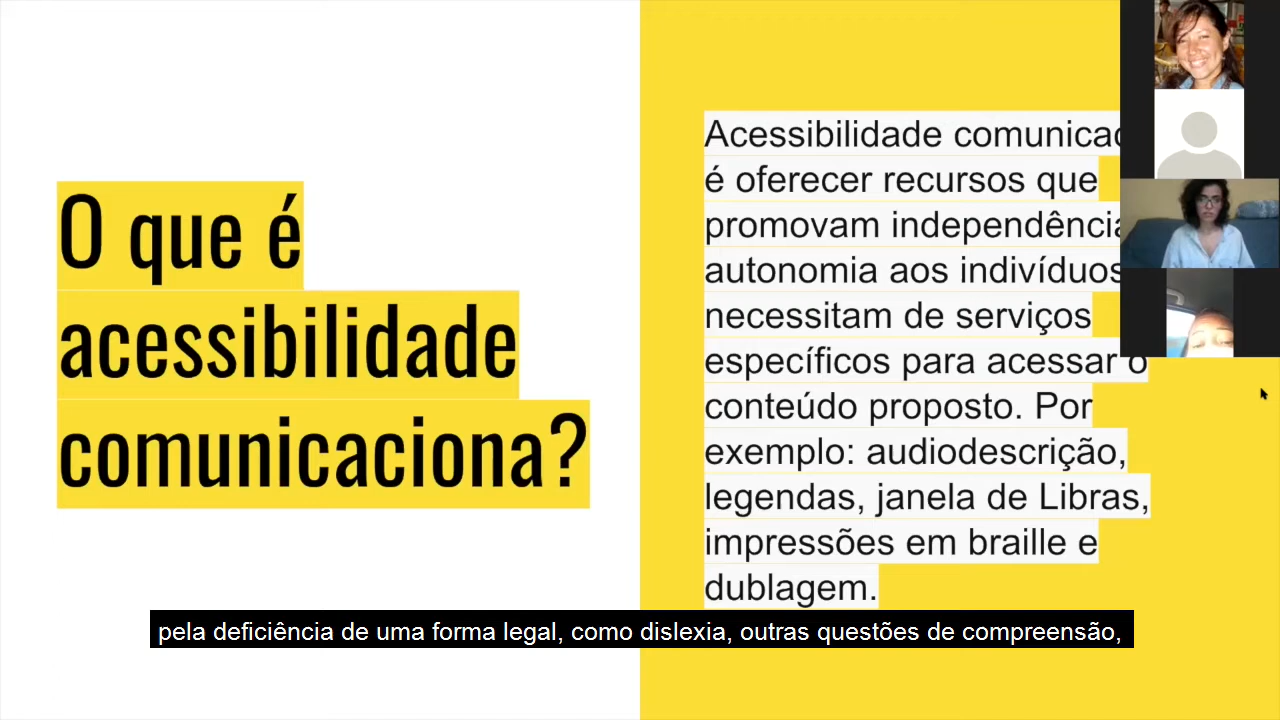 O que é
acessibilidade
comunicaciona?
Acessibilidade
é oferecer recursos que
promovam independência
autonomia aos indivíduos
necessitam de serviços
específicos para acessar o
conteúdo proposto. Por
exemplo: audiodescrição,
legendas, janela de Libras,
impressões em braille e
dublagem.
pela deficiência de uma forma legal, como dislexia, outras questões de compreensão,